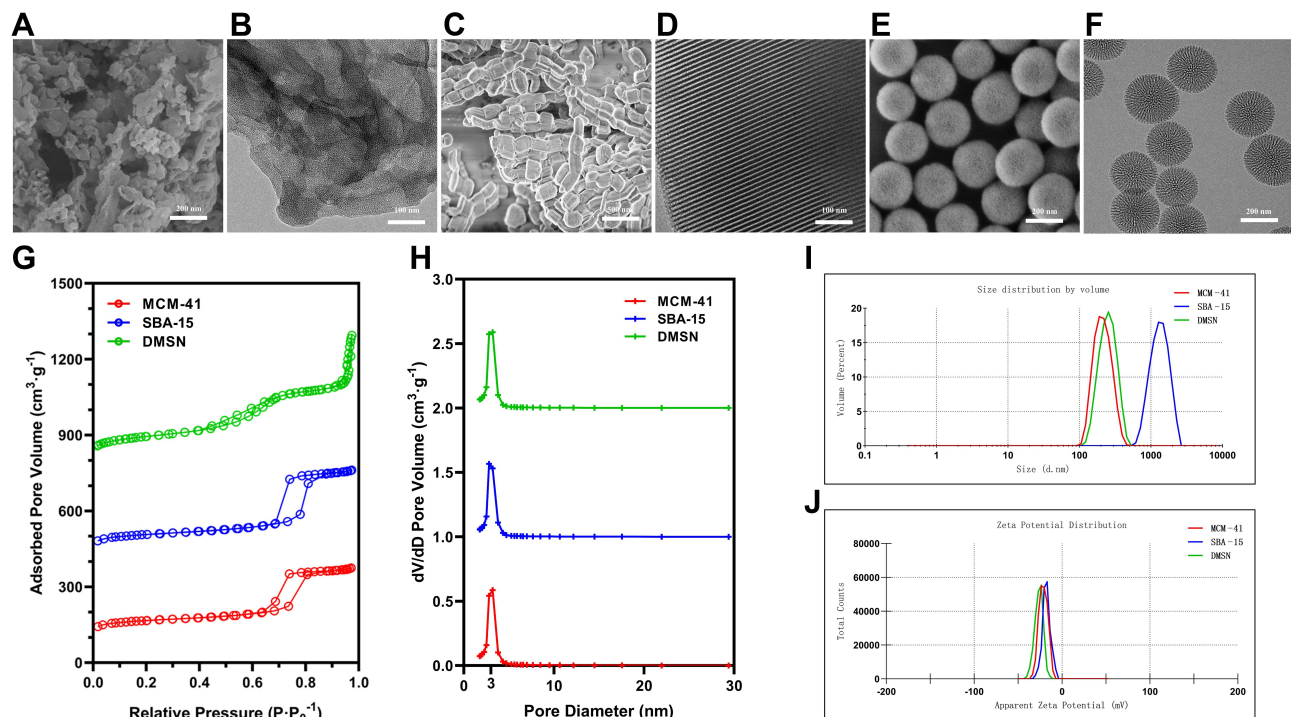 A
B
C
D
E
F
200 nm
100 nm
500 nm
100 nm
200 nm
200 nm
G
1500
1200
900
600
300
0
Adsorbed Pore Volume (cm³·g⁻¹)
MCM-41
SBA-15
DMSN
0.0
0.2
0.4
0.6
0.8
1.0
Relative Pressure (P·P₀⁻¹)
H
3.0
2.5
2.0
1.5
1.0
0.5
0.0
dV/dD Pore Volume (cm³·g⁻¹)
MCM-41
SBA-15
DMSN
0
3
10
20
30
Pore Diameter (nm)
I
Size distribution by volume
MCM-41
SBA-15
DMSN
20
15
10
5
0
Volume (Percent)
0.1
1
10
100
1000
10000
Size (d.nm)
J
Zeta Potential Distribution
MCM-41
SBA-15
DMSN
80000
60000
40000
20000
0
Total Counts
-200
-100
0
100
200
Apparent Zeta Potential (mV)